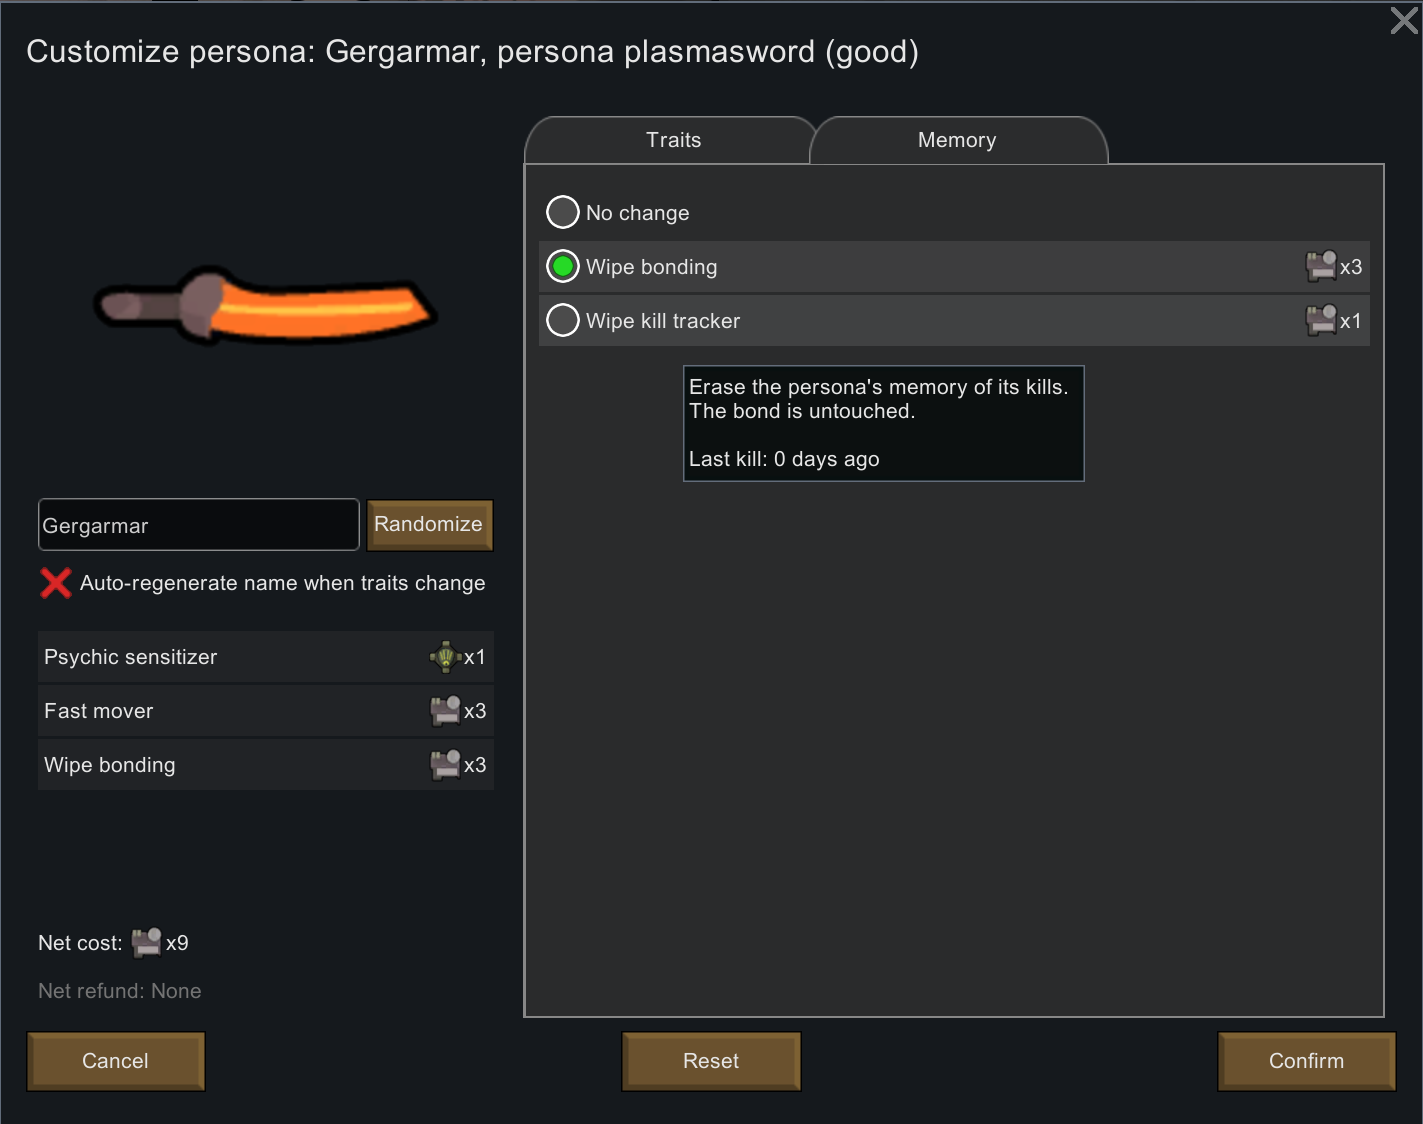 Customize persona: Gergarmar, persona plasmasword (good)
Traits
Memory
No change
Wipe bonding
x3
Wipe kill tracker
x1
Erase the persona's memory of its kills.
The bond is untouched.
Last kill: 0 days ago
Gergarmar
Randomize
Auto-regenerate name when traits change
Psychic sensitizer
x1
Fast mover
x3
Wipe bonding
x3
Net cost: x9
Net refund: None
Cancel
Reset
Confirm